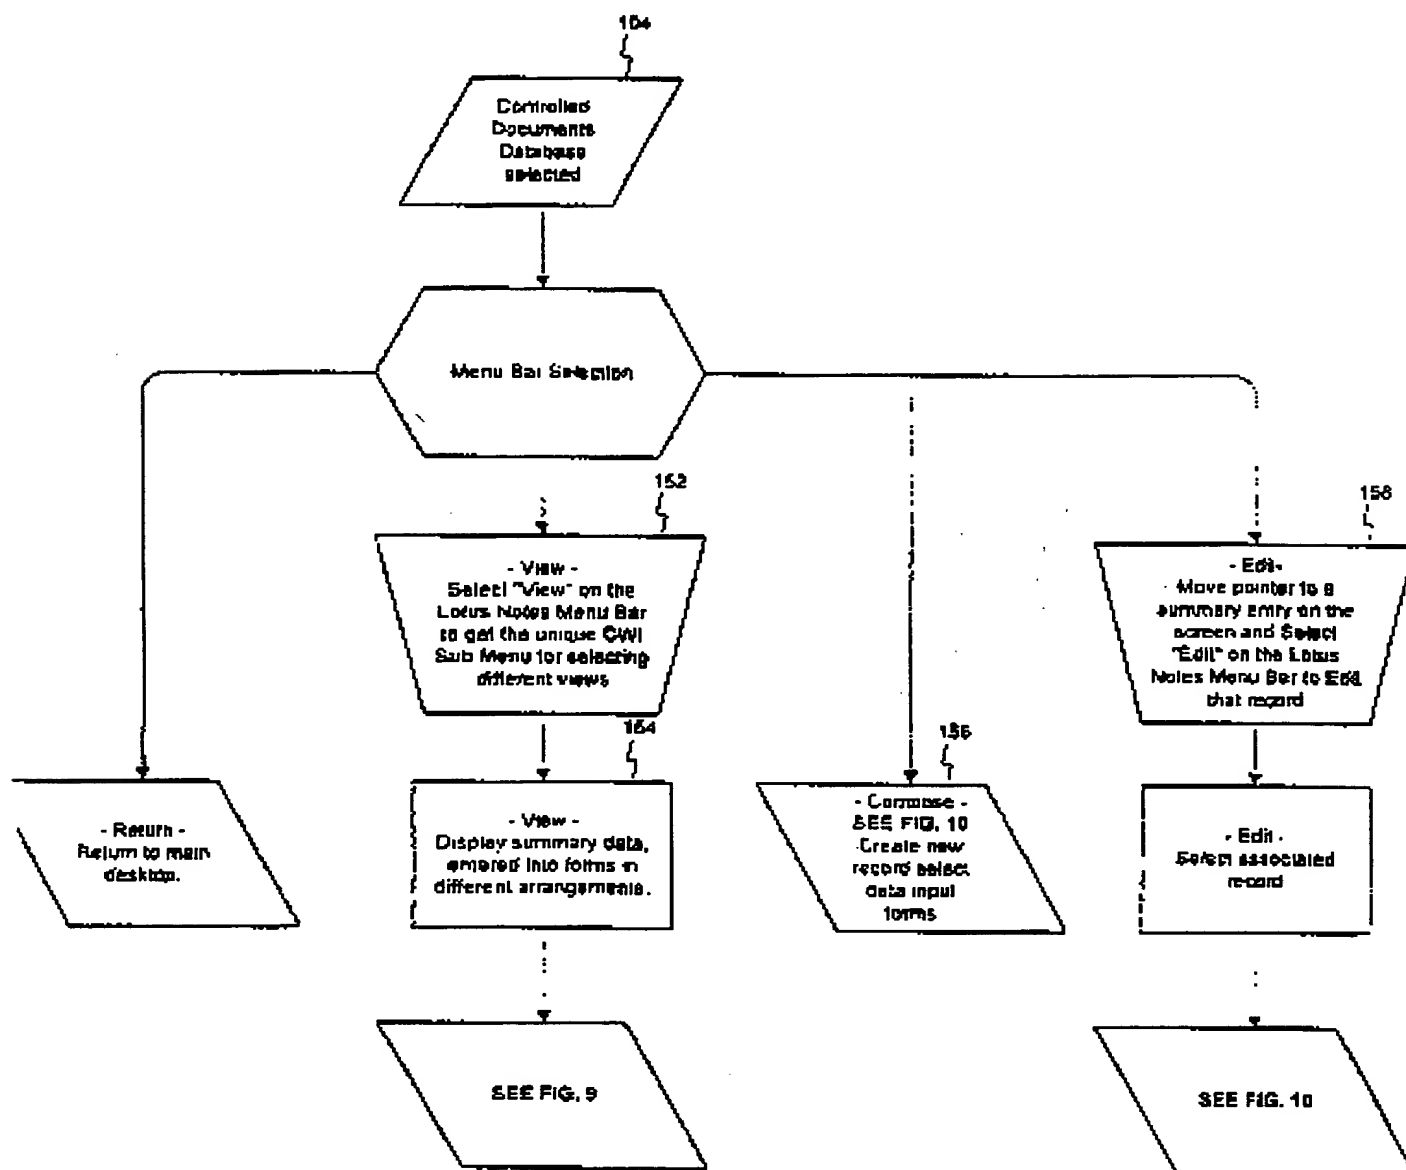 104
Controlled
Documents
Database
selected
Menu Bar Selection
152
- View -
Select "View" on the
Lotus Notes Menu Bar
to get the unique CWI
Sub Menu for selecting
different views
158
- Edit -
Move pointer to a
summary entry on the
screen and Select
"Edit" on the Lotus
Notes Menu Bar to Edit
that record
- Return -
Return to main
desktop.
154
- View -
Display summary data,
entered into forms in
different arrangements.
156
- Compose -
SEE FIG. 10
Create new
record select
data input
forms
- Edit -
Select associated
record
SEE FIG. 9
SEE FIG. 10